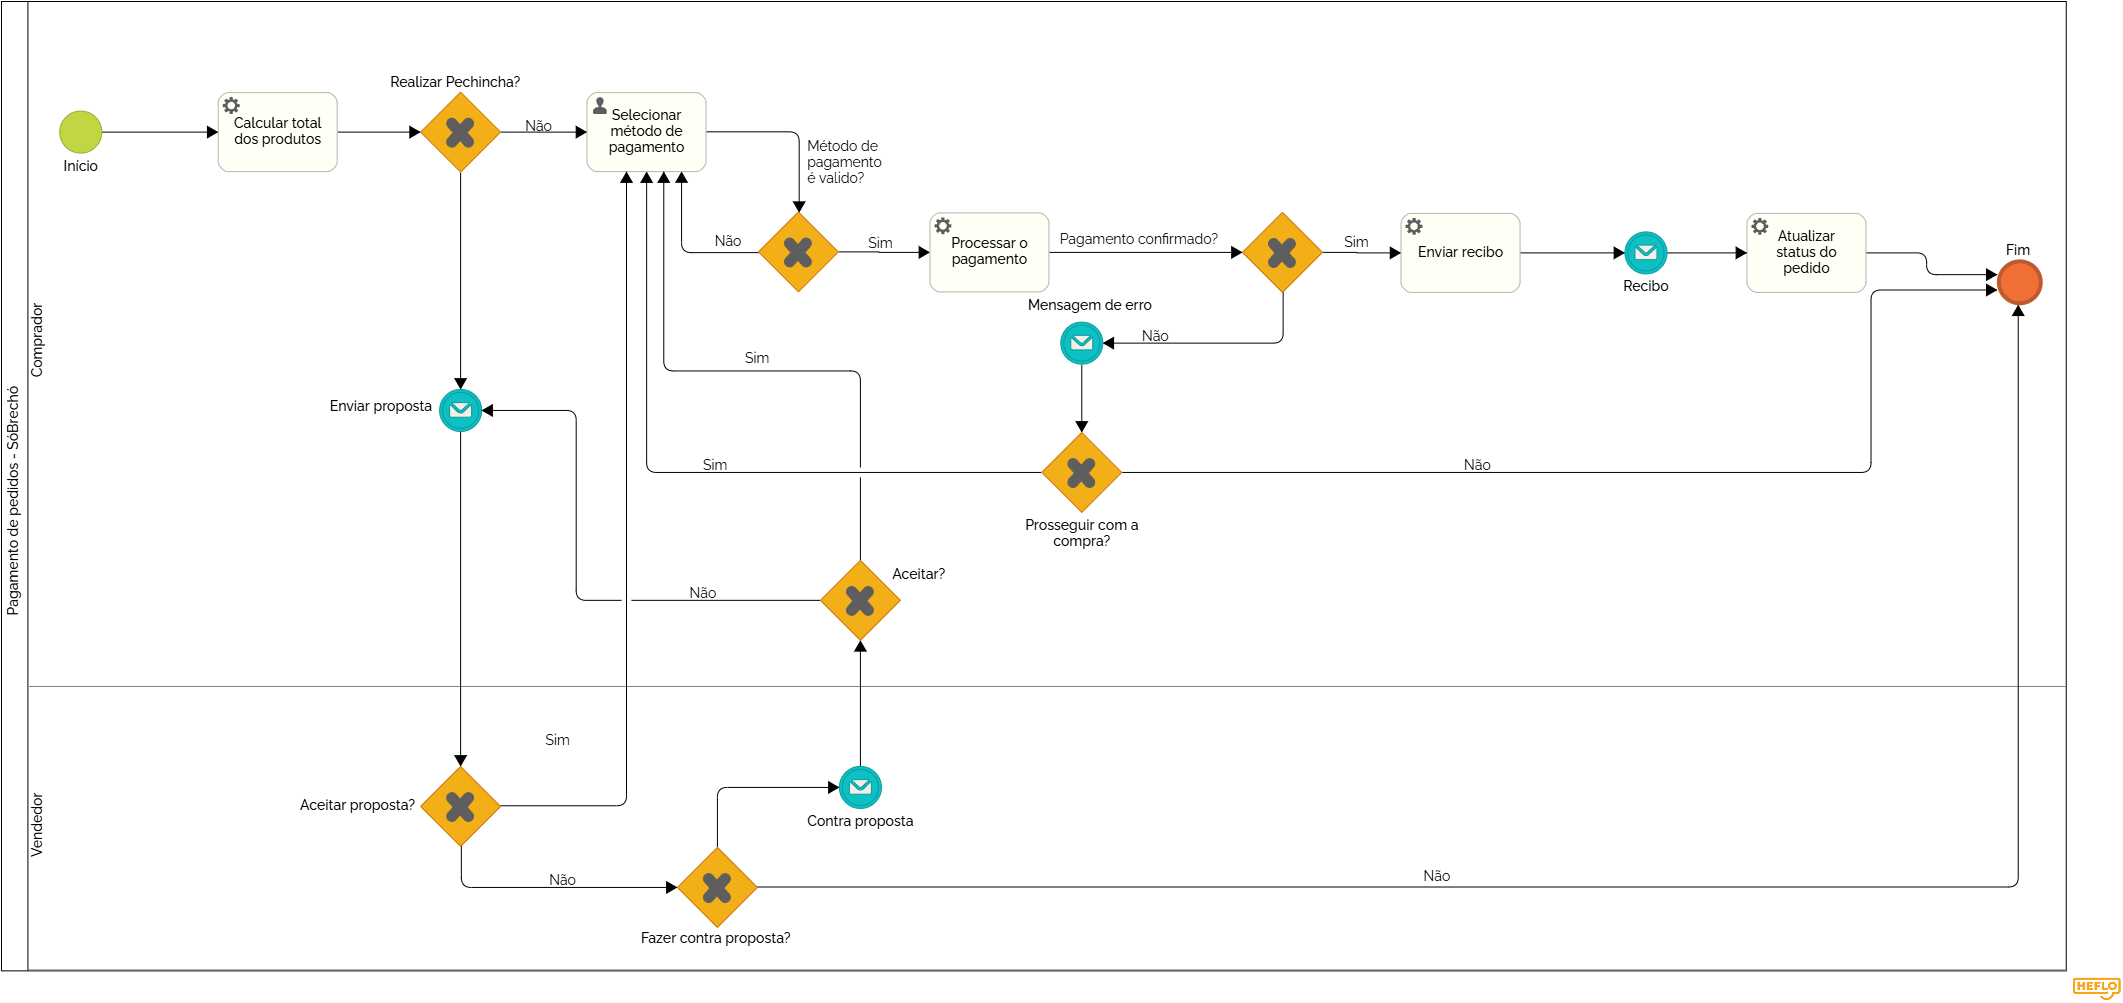 Pagamento de pedidos - SóBrechó
Comprador
Início
Calcular total
dos produtos
Realizar Pechincha?
Não
Selecionar
método de
pagamento
Método de
pagamento
é valido?
Não
Sim
Processar o
pagamento
Pagamento confirmado?
Sim
Enviar recibo
Recibo
Atualizar
status do
pedido
Fim
Mensagem de erro
Não
Sim
Enviar proposta
Sim
Não
Prosseguir com a
compra?
Aceitar?
Não
Vendedor
Sim
Aceitar proposta?
Contra proposta
Não
Não
Fazer contra proposta?
HEFLO